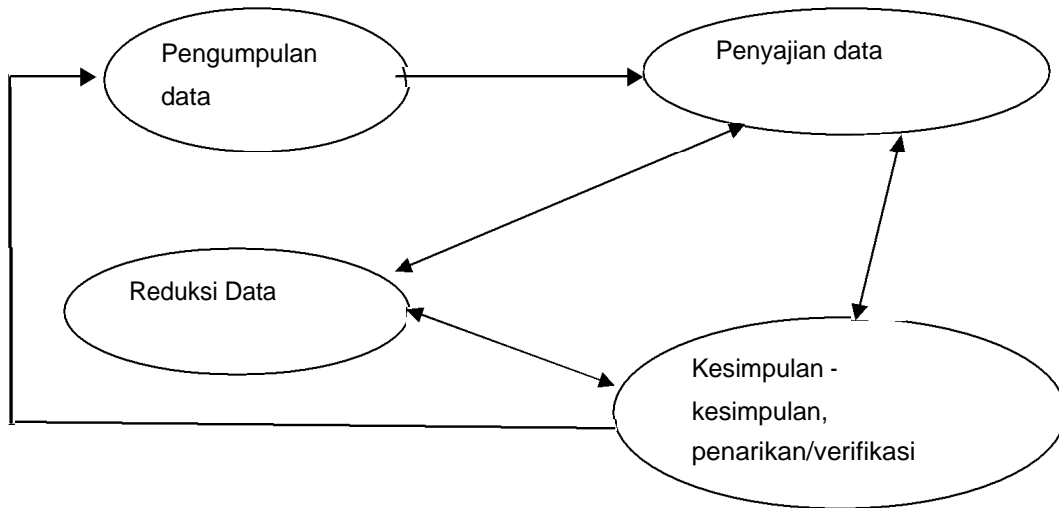 Pengumpulan
data
Penyajian data
Reduksi Data
Kesimpulan -
kesimpulan,
penarikan/verifikasi